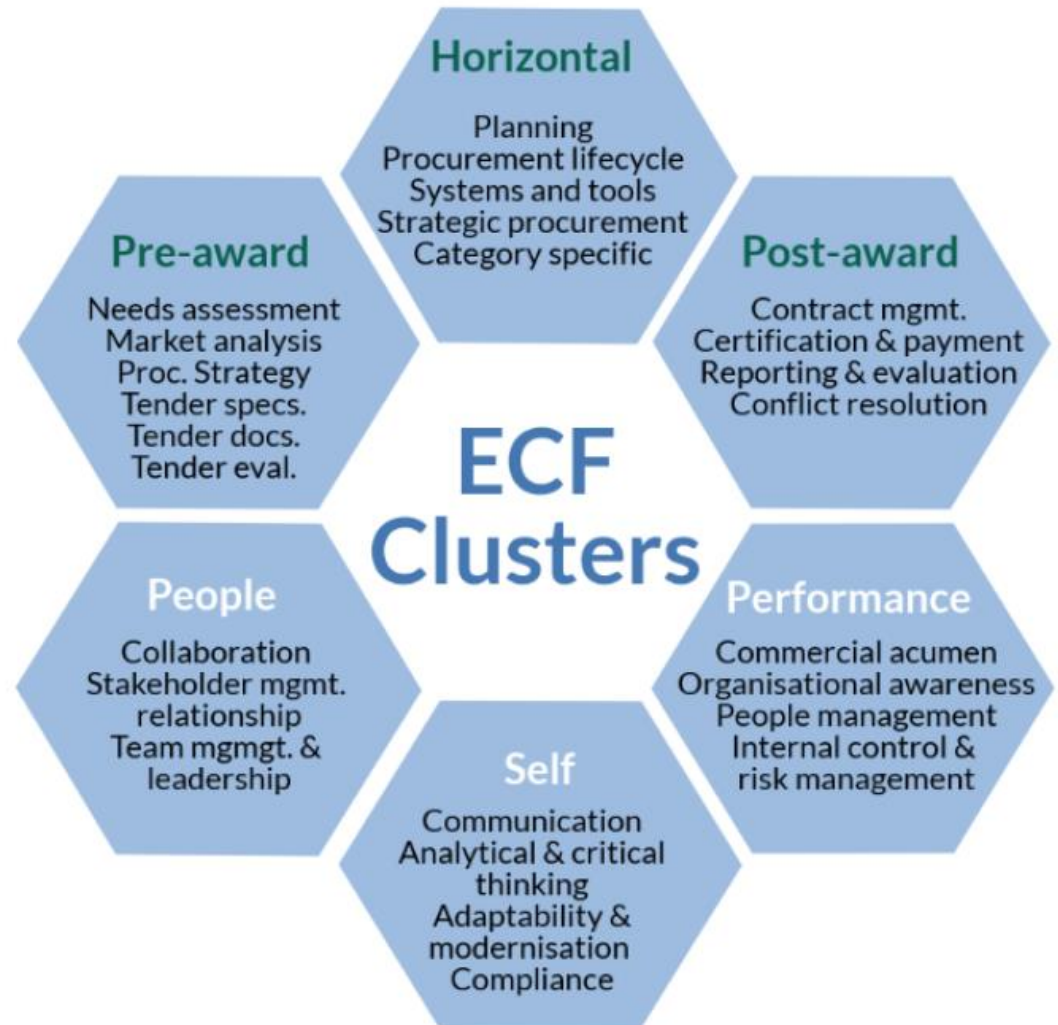 Horizontal
Planning
Procurement lifecycle
Systems and tools
Strategic procurement
Category specific
Pre-award
Needs assessment
Market analysis
Proc. Strategy
Tender specs.
Tender docs.
Tender eval.
Post-award
Contract mgmt.
Certification & payment
Reporting & evaluation
Conflict resolution
ECF
Clusters
People
Collaboration
Stakeholder mgmt.
relationship
Team mgmgt. &
leadership
Performance
Commercial acumen
Organisational awareness
People management
Internal control &
risk management
Self
Communication
Analytical & critical
thinking
Adaptability &
modernisation
Compliance